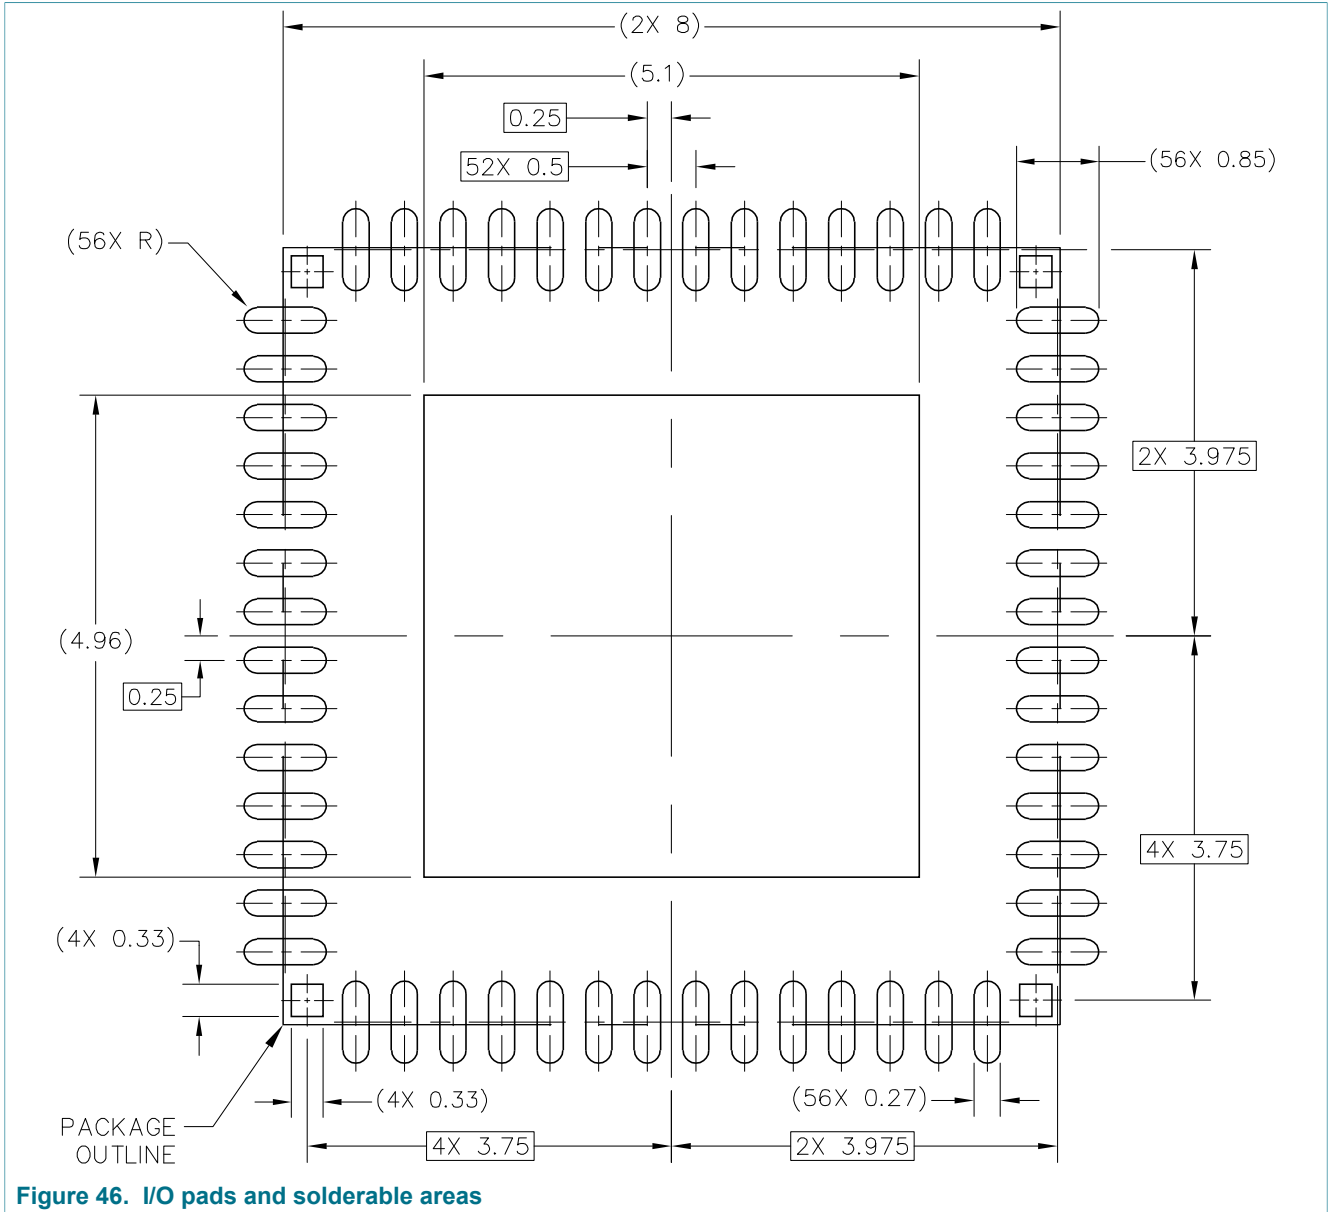 (2X 8)
(5.1)
0.25
52X 0.5
(56X 0.85)
(56X R)
2X 3.975
(4.96)
0.25
4X 3.75
(4X 0.33)
(4X 0.33)
(56X 0.27)
PACKAGE
OUTLINE
4X 3.75
2X 3.975
Figure 46. I/O pads and solderable areas